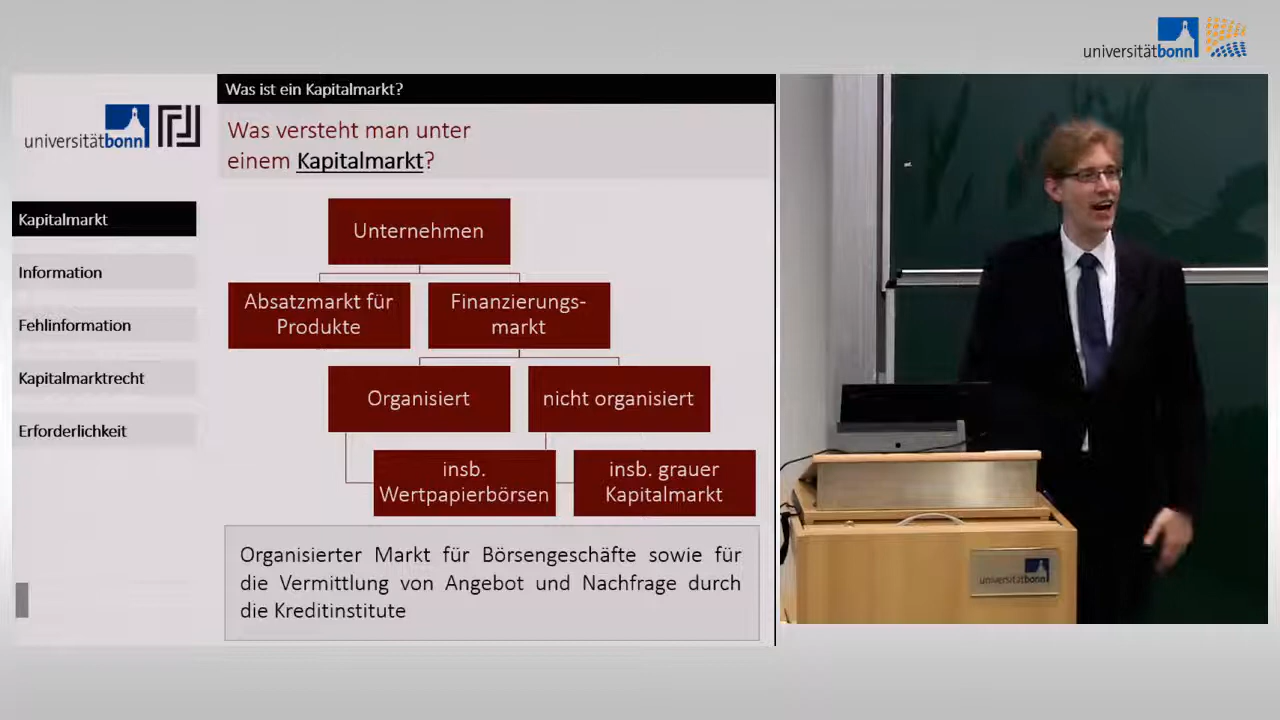 universitätbonn
Was ist ein Kapitalmarkt?
universitätbonn
Was versteht man unter
einem Kapitalmarkt?
Kapitalmarkt
Information
Fehlinformation
Kapitalmarktrecht
Erforderlichkeit
Unternehmen
Absatzmarkt für
Produkte
Finanzierungs-
markt
Organisiert
nicht organisiert
insb.
Wertpapierbörsen
insb. grauer
Kapitalmarkt
Organisierter Markt für Börsengeschäfte sowie für
die Vermittlung von Angebot und Nachfrage durch
die Kreditinstitute
universitätbonn